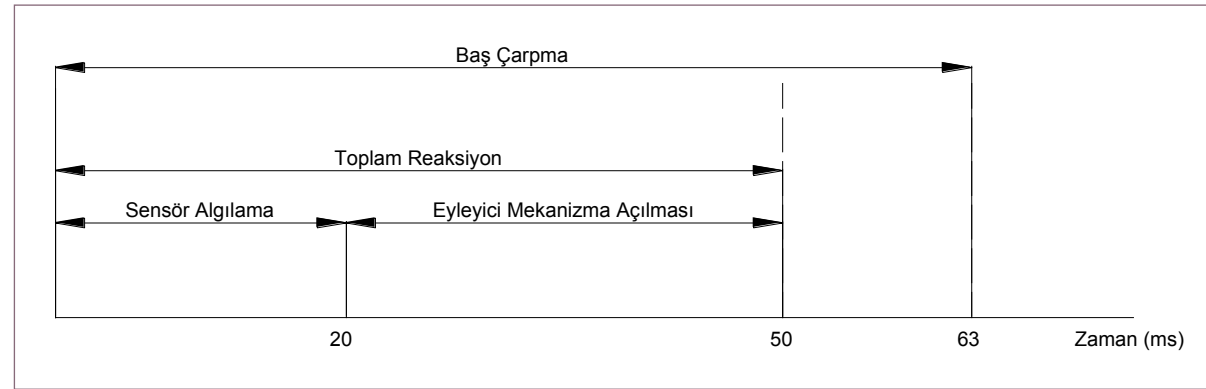 Baş Çarpma
Toplam Reaksiyon
Sensör Algılama Eyleyici Mekanizma Açılması
20 50 63 Zaman (ms)